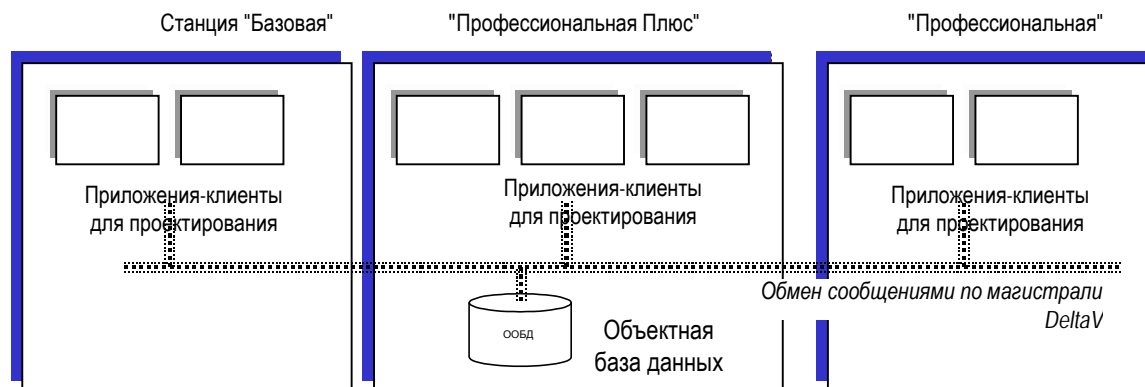 Станция "Базовая"
"Профессиональная Плюс"
"Профессиональная"
Приложения-клиенты
для проектирования
Приложения-клиенты
для проектирования
Приложения-клиенты
для проектирования
Обмен сообщениями по магистрали
DeltaV
ООБД
Объектная
база данных